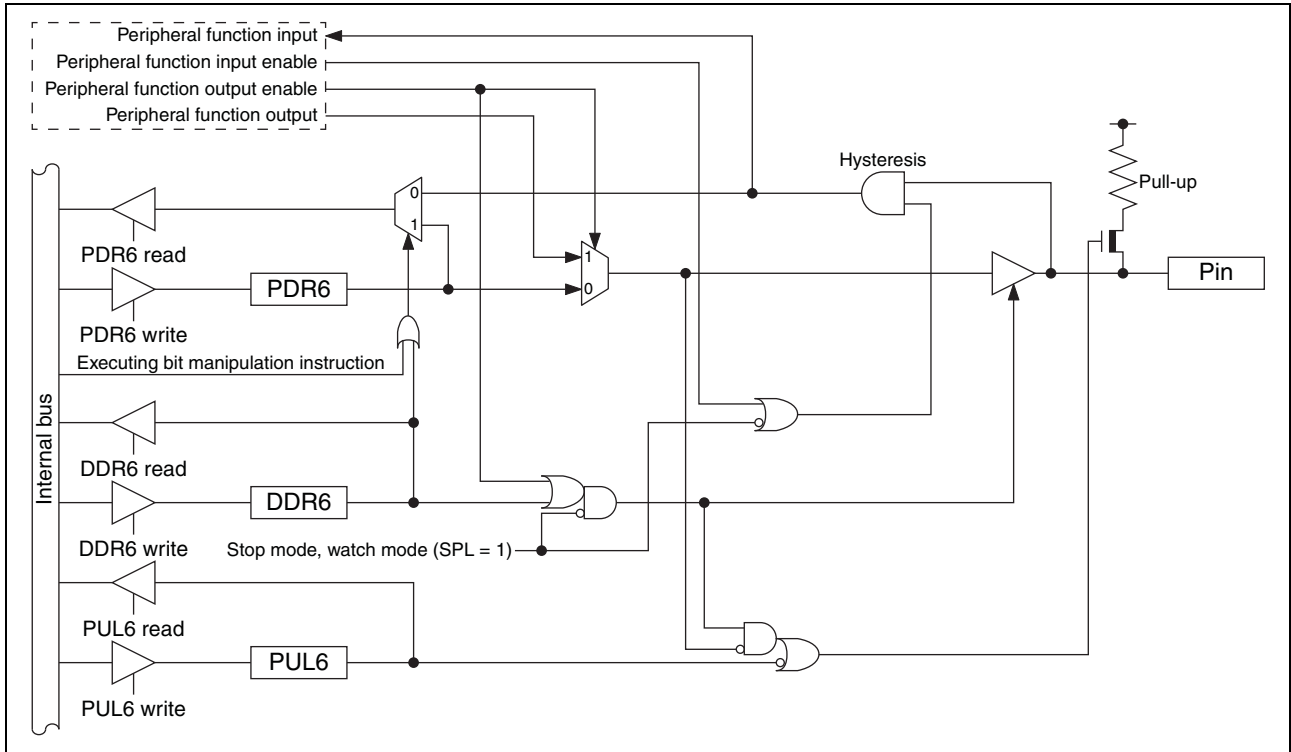 Peripheral function input
Peripheral function input enable
Peripheral function output enable
Peripheral function output
Hysteresis
Pull-up
0
1
PDR6 read
1
0
Pin
PDR6
PDR6 write
Executing bit manipulation instruction
Internal bus
DDR6 read
DDR6
DDR6 write
Stop mode, watch mode (SPL = 1)
PUL6 read
PUL6
PUL6 write